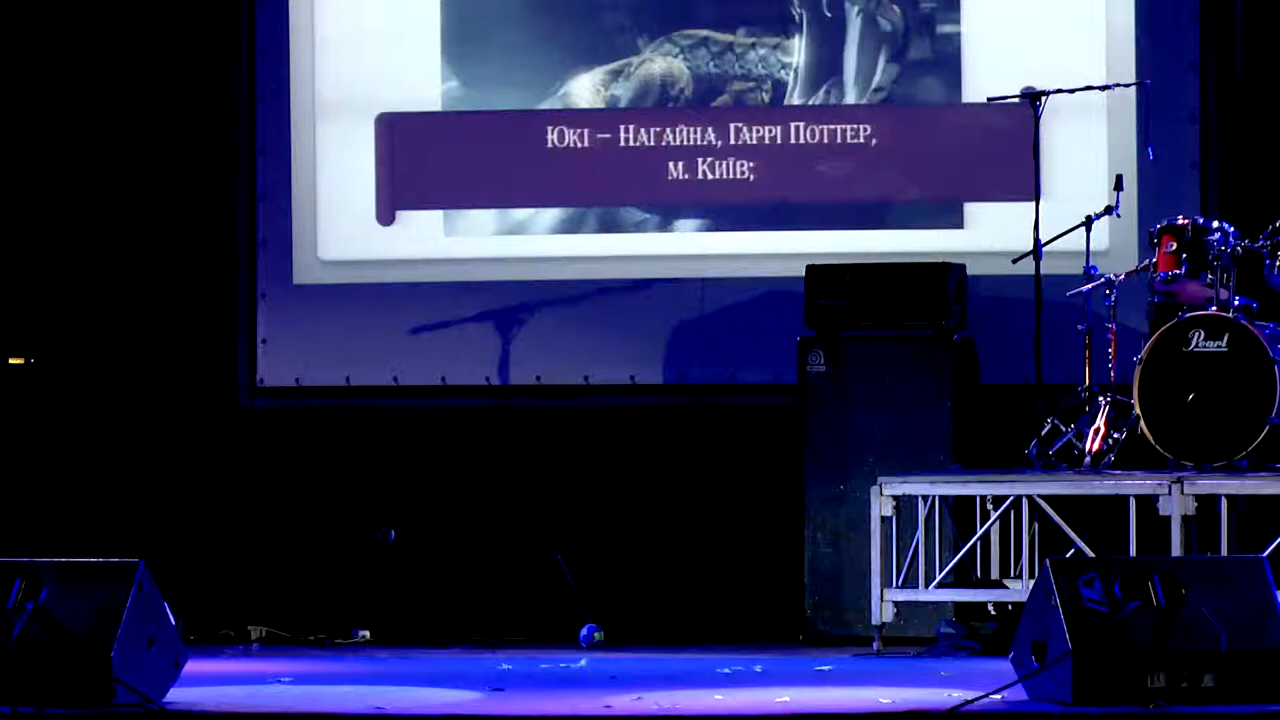 Юкі – Нагайна, Гаррі Поттер,
м. Київ;
Pearl